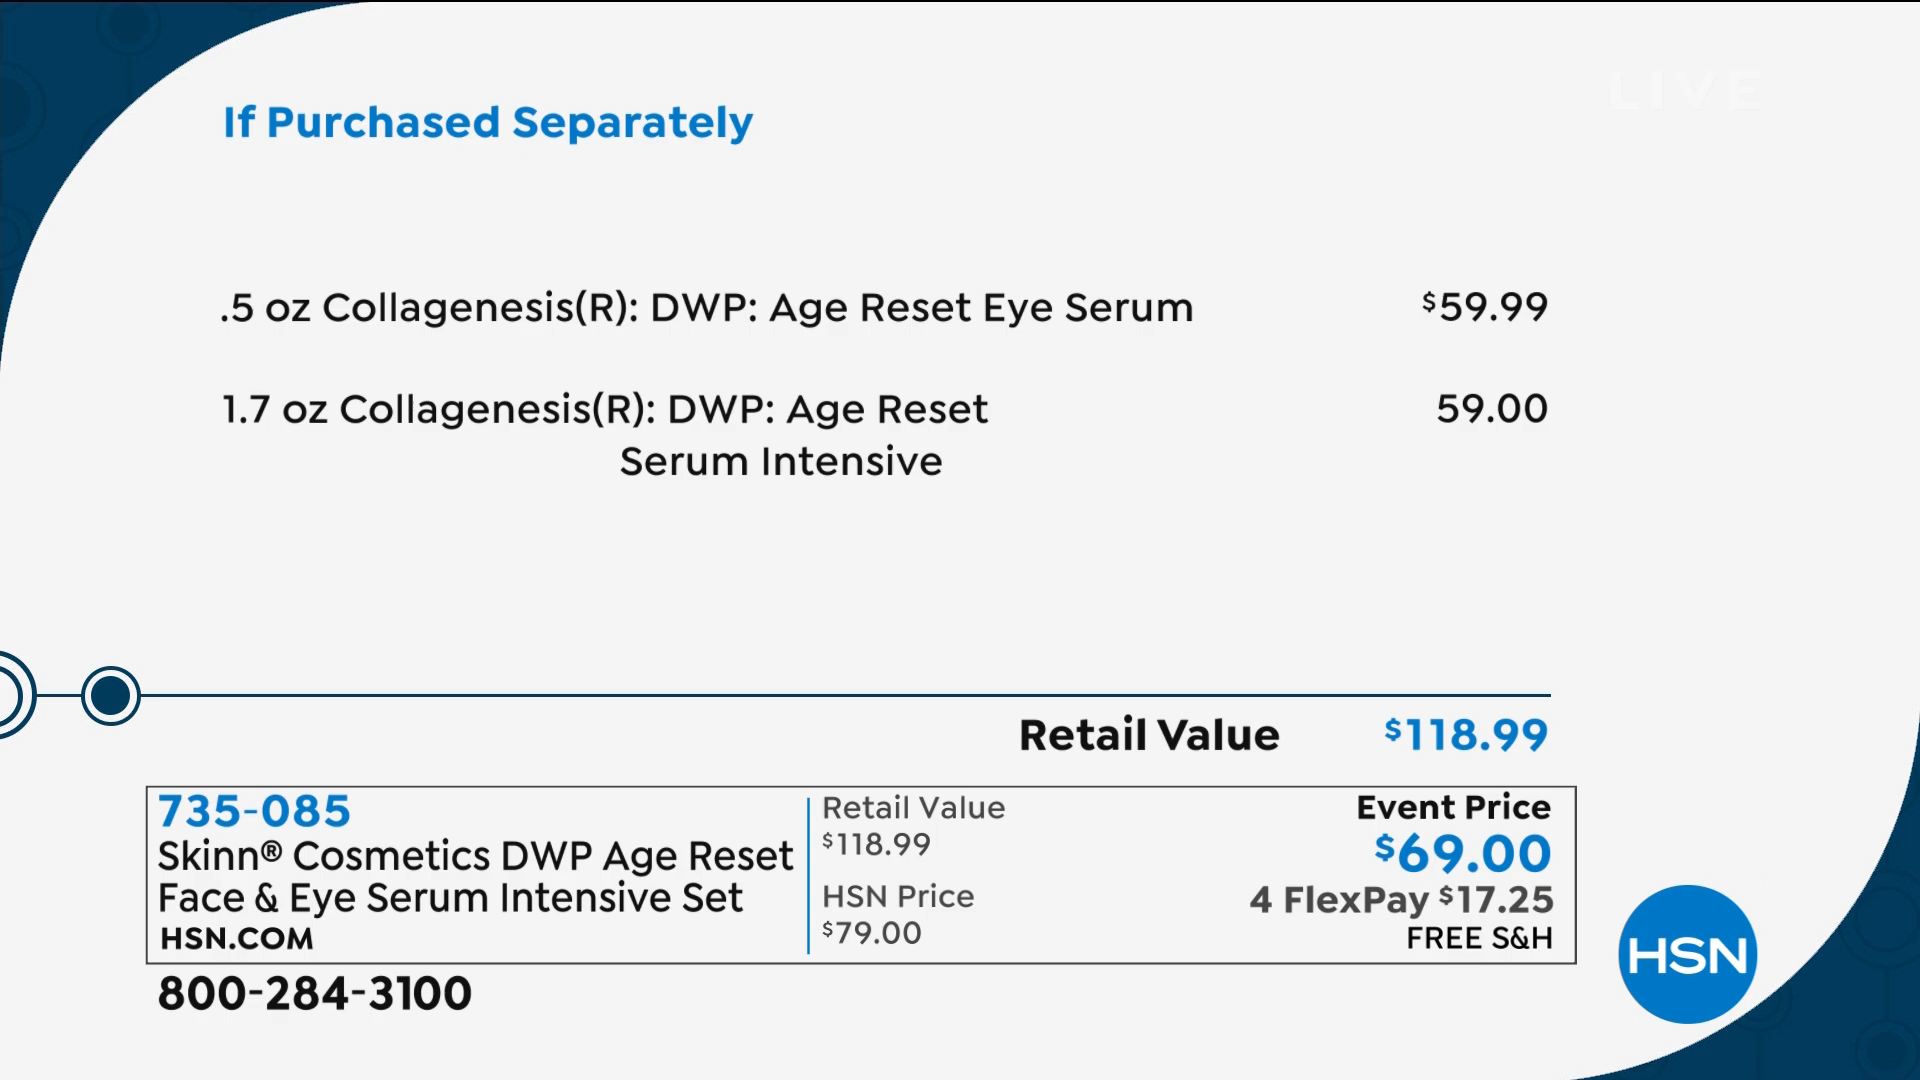 LIVE
If Purchased Separately
.5 oz Collagenesis(R): DWP: Age Reset Eye Serum $59.99
1.7 oz Collagenesis(R): DWP: Age Reset 59.00
Serum Intensive
Retail Value $118.99
735-085
Skinn® Cosmetics DWP Age Reset
Face & Eye Serum Intensive Set
HSN.COM
Retail Value
$118.99
HSN Price
$79.00
Event Price
$69.00
4 FlexPay $17.25
FREE S&H
HSN
800-284-3100